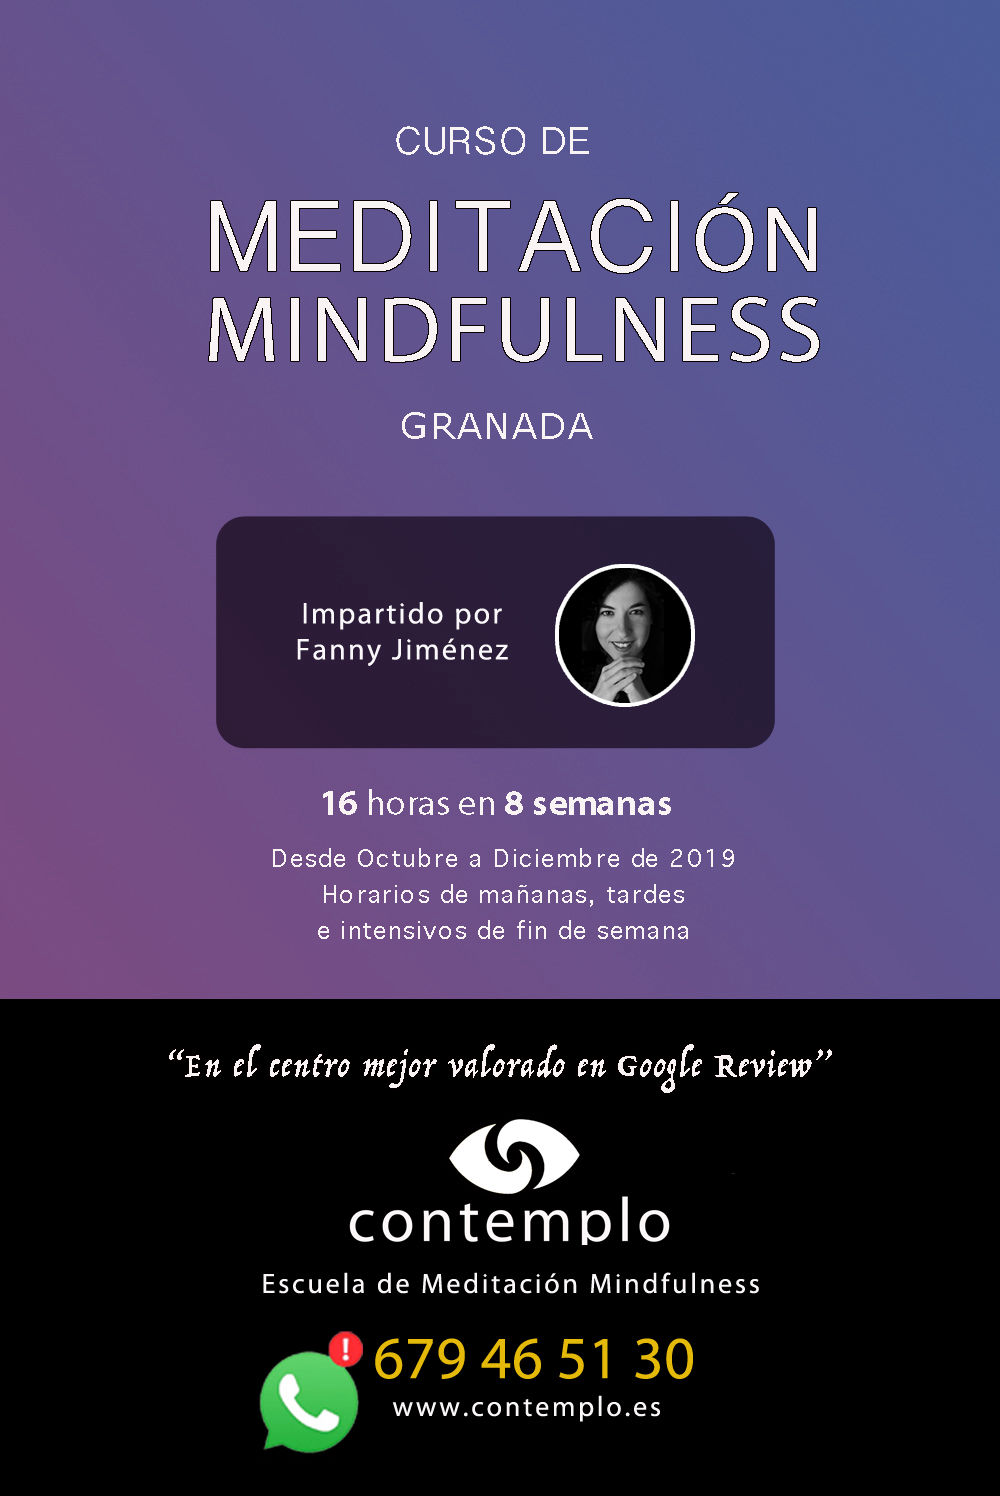 CURSO DE
MEDITACIÓN
MINDFULNESS
GRANADA
Impartido por
Fanny Jiménez
16 horas en 8 semanas
Desde Octubre a Diciembre de 2019
Horarios de mañanas, tardes
e intensivos de fin de semana
“En el centro mejor valorado en Google Review”
contemplo
Escuela de Meditación Mindfulness
679 46 51 30
www.contemplo.es